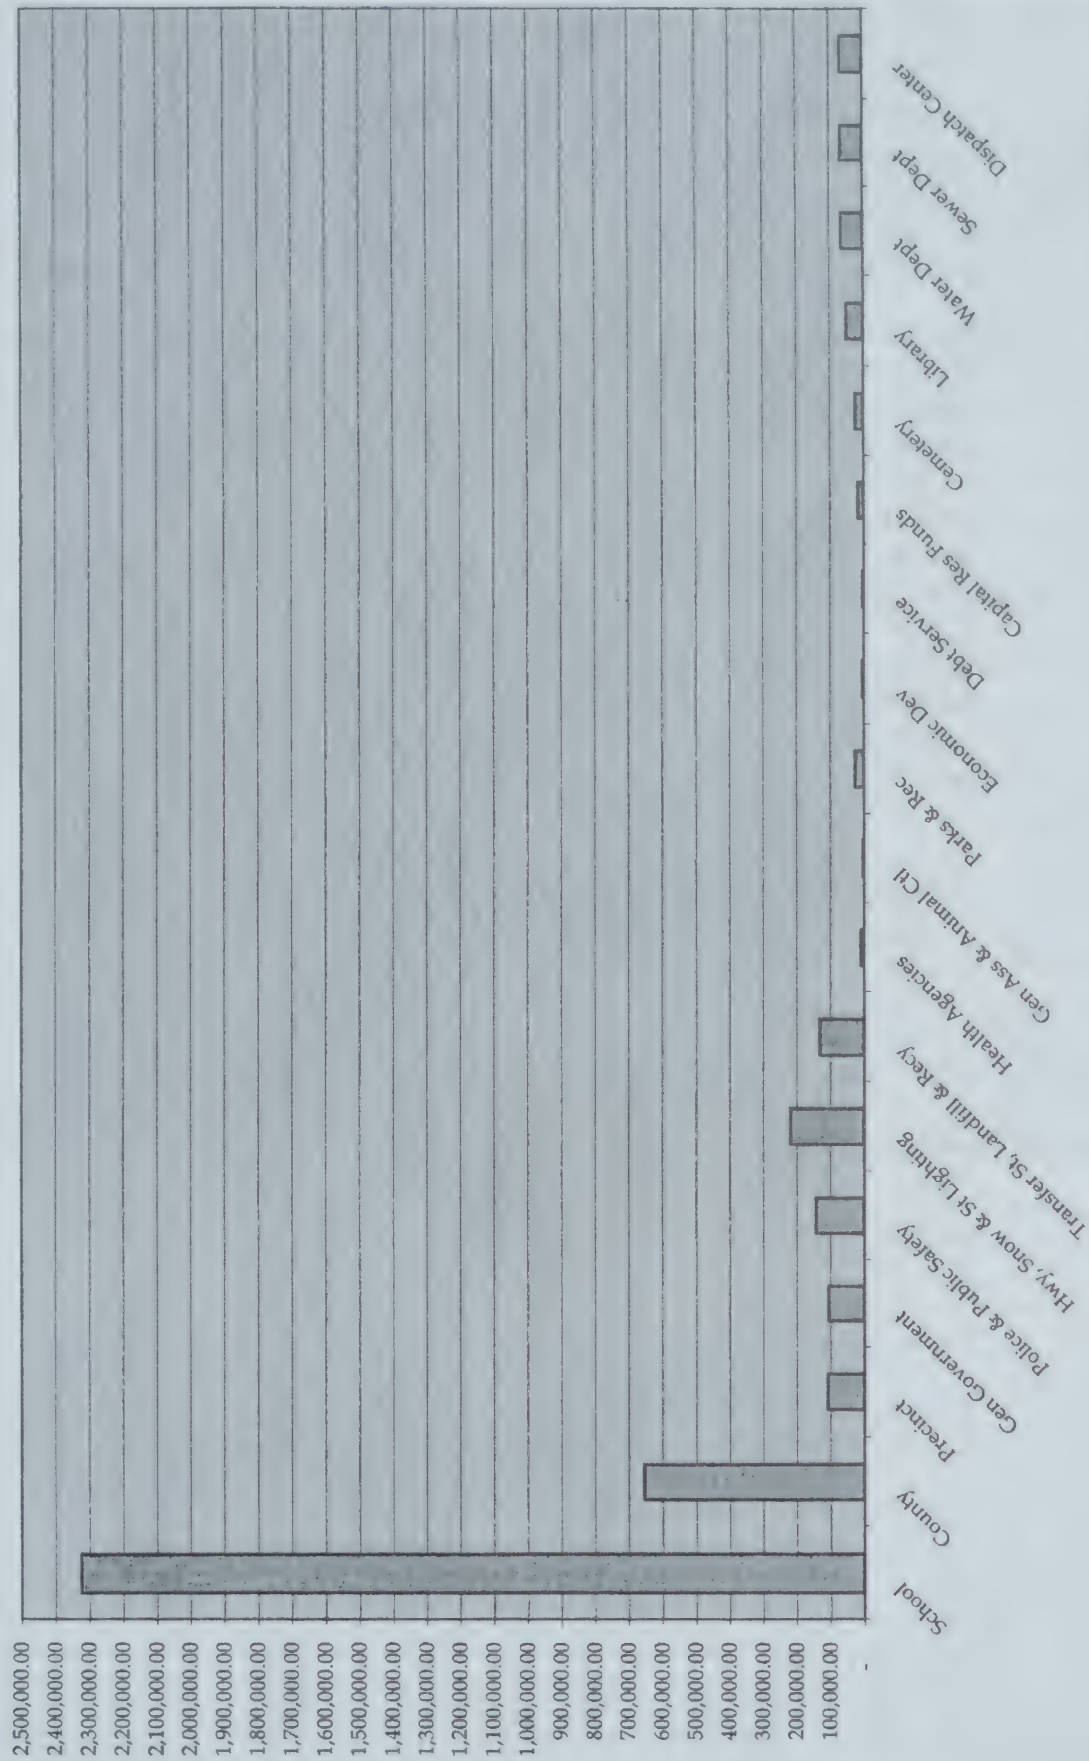 2,500,000.00
2,400,000.00
2,300,000.00
2,200,000.00
2,100,000.00
2,000,000.00
1,900,000.00
1,800,000.00
1,700,000.00
1,600,000.00
1,500,000.00
1,400,000.00
1,300,000.00
1,200,000.00
1,100,000.00
1,000,000.00
900,000.00
800,000.00
700,000.00
600,000.00
500,000.00
400,000.00
300,000.00
200,000.00
100,000.00
-
School
County
Precinct
Gen Government
Police & Public Safety
Hwy, Snow & St Lighting
Transfer St, Landfill & Recy
Health Agencies
Gen Ass & Animal Ctl
Parks & Rec
Economic Dev
Debt Service
Capital Res Funds
Cemetery
Library
Water Dept
Sewer Dept
Dispatch Center